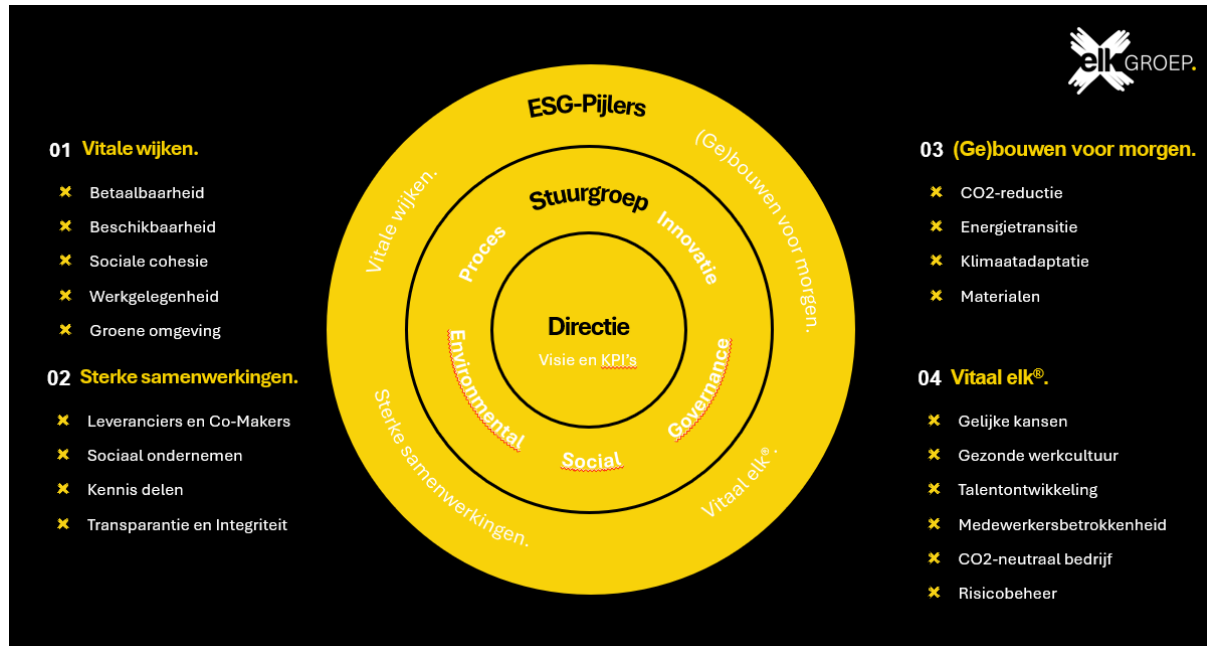 elk GROEP.
01 Vitale wijken.
Betaalbaarheid
Beschikbaarheid
Sociale cohesie
Werkgelegenheid
Groene omgeving
02 Sterke samenwerkingen.
Leveranciers en Co-Makers
Sociaal ondernemen
Kennis delen
Transparantie en Integriteit
ESG-Pijlers
Vitale wijken.
(Ge)bouwen voor morgen.
Sterke samenwerkingen.
Vitaal elk®.
Stuurgroep
Proces
Innovatie
Environmental
Social
Governance
Directie
Visie en KPI's
03 (Ge)bouwen voor morgen.
CO2-reductie
Energietransitie
Klimaatadaptatie
Materialen
04 Vitaal elk®.
Gelijke kansen
Gezonde werkcultuur
Talentontwikkeling
Medewerkersbetrokkenheid
CO2-neutraal bedrijf
Risicobeheer